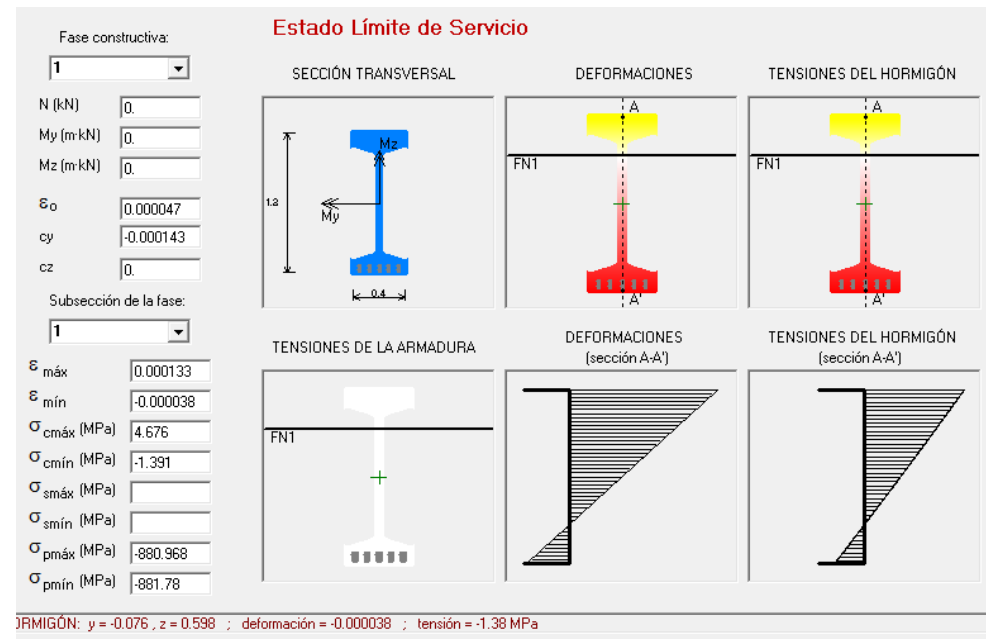 Estado Límite de Servicio
Fase constructiva:
1
N (kN) 0.
My (m·kN) 0.
Mz (m·kN) 0.
εo 0.000047
cy -0.000143
cz 0.
Subsección de la fase:
1
ε máx 0.000133
ε mín -0.000038
σcmáx (MPa) 4.676
σcmín (MPa) -1.391
σsmáx (MPa)
σsmín (MPa)
σpmáx (MPa) -880.968
σpmín (MPa) -881.78
SECCIÓN TRANSVERSAL
Mz
1.2
My
0.4
DEFORMACIONES
A
FN1
A'
TENSIONES DEL HORMIGÓN
A
FN1
A'
TENSIONES DE LA ARMADURA
FN1
DEFORMACIONES
(sección A-A')
TENSIONES DEL HORMIGÓN
(sección A-A')
ORMIGÓN: y = -0.076 , z = 0.598 ; deformación = -0.000038 ; tensión = -1.38 MPa